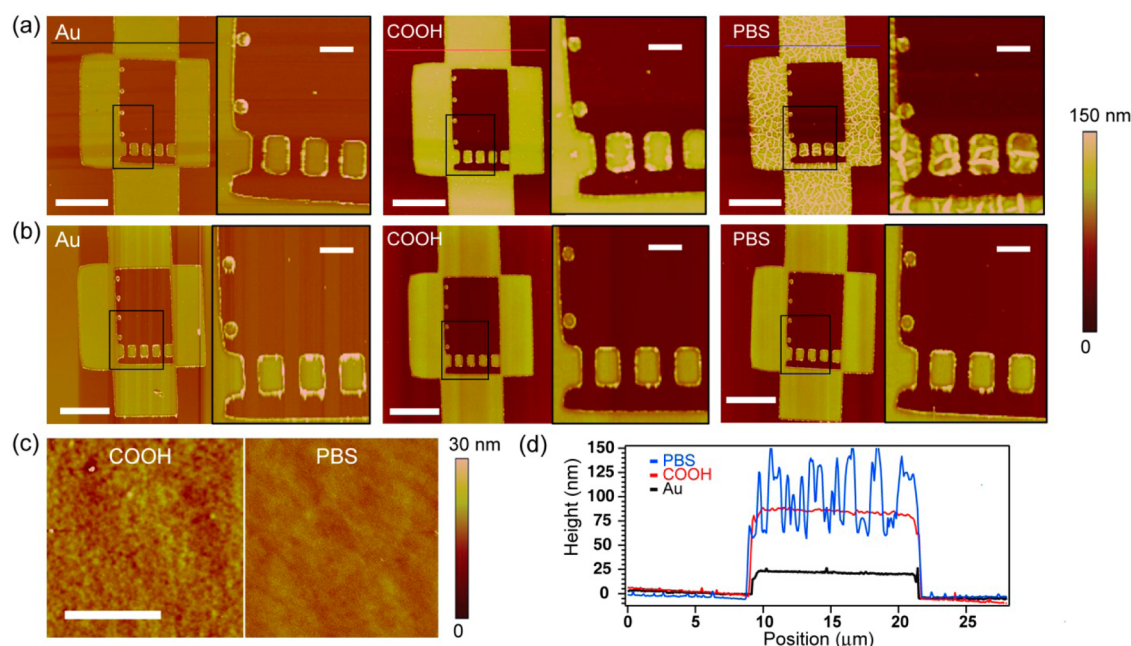 (a)
Au
COOH
PBS
150 nm
0
(b)
Au
COOH
PBS
(c)
COOH
PBS
30 nm
0
(d)
150
125
100
75
50
25
0
Height (nm)
PBS
COOH
Au
0
5
10
15
20
25
Position (μm)